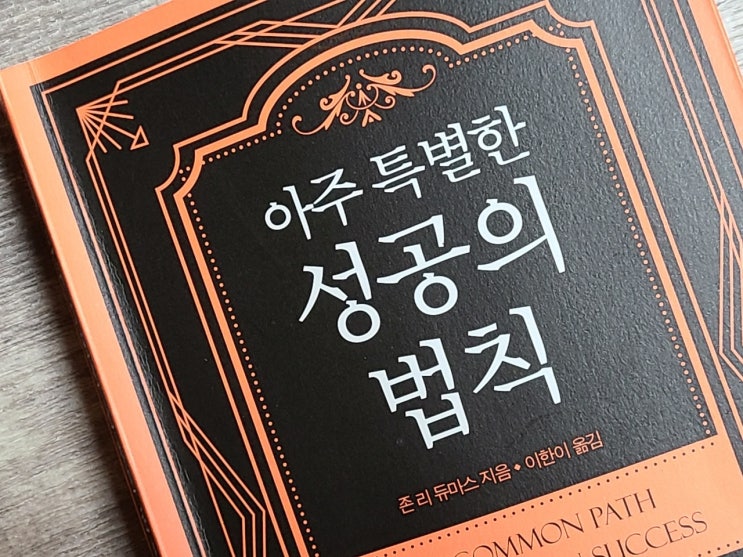 아주 특별한
성공의
법칙
존 리 듀마스 지음 ◆ 이한이 옮김
COMMON PATH
SUCCESS